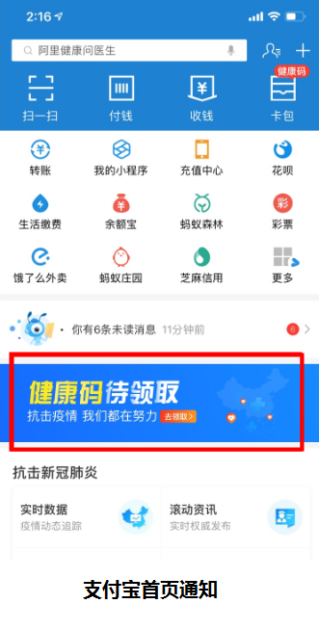 2:16
阿里健康问医生
健康码
扫一扫 付钱 收钱 卡包
转账 我的小程序 充值中心 花呗
彩
生活缴费 余额宝 蚂蚁森林 彩票
饿了么外卖 蚂蚁庄园 芝麻信用 更多
· 你有6条未读消息 11分钟前 6
健康码待领取
抗击疫情 我们都在努力 去领取>
抗击新冠肺炎
实时数据 滚动资讯
疫情动态追踪 实时权威发布
支付宝首页通知